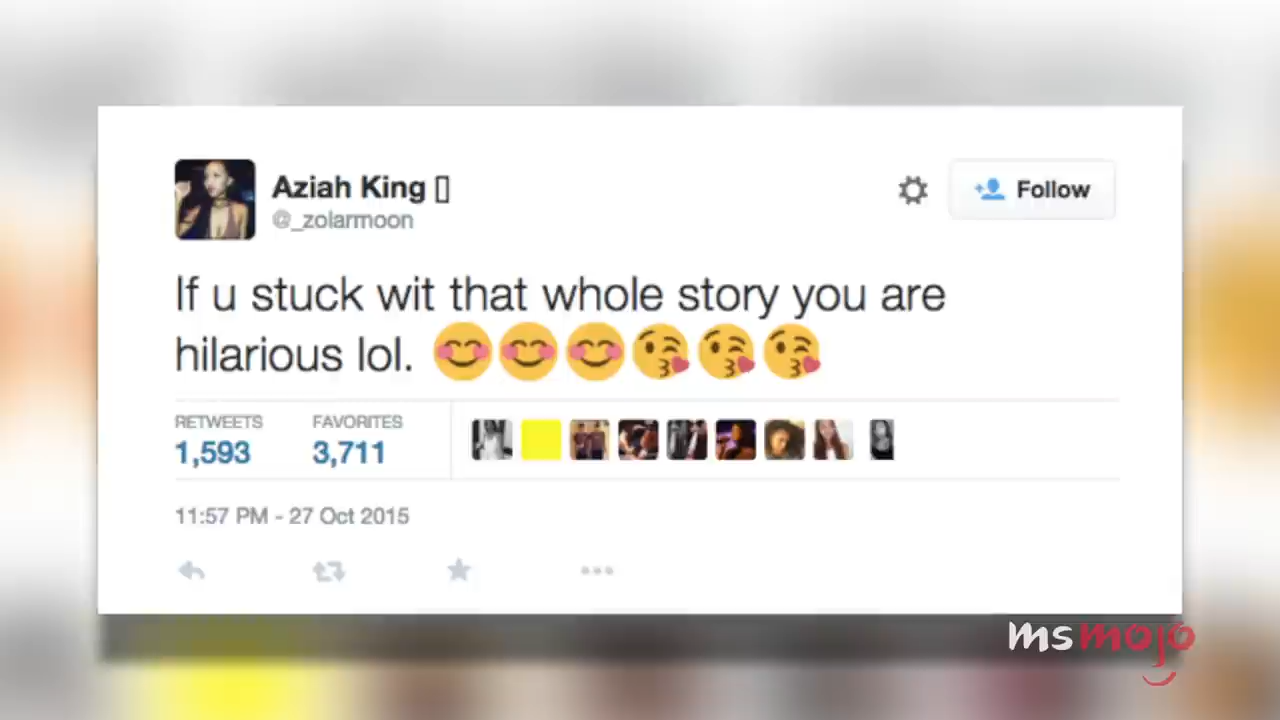 Aziah King
@_zolarmoon
Follow
If u stuck wit that whole story you are
hilarious lol. 😊😊😊😘😘😘
RETWEETS FAVORITES
1,593 3,711
11:57 PM - 27 Oct 2015
msmojo